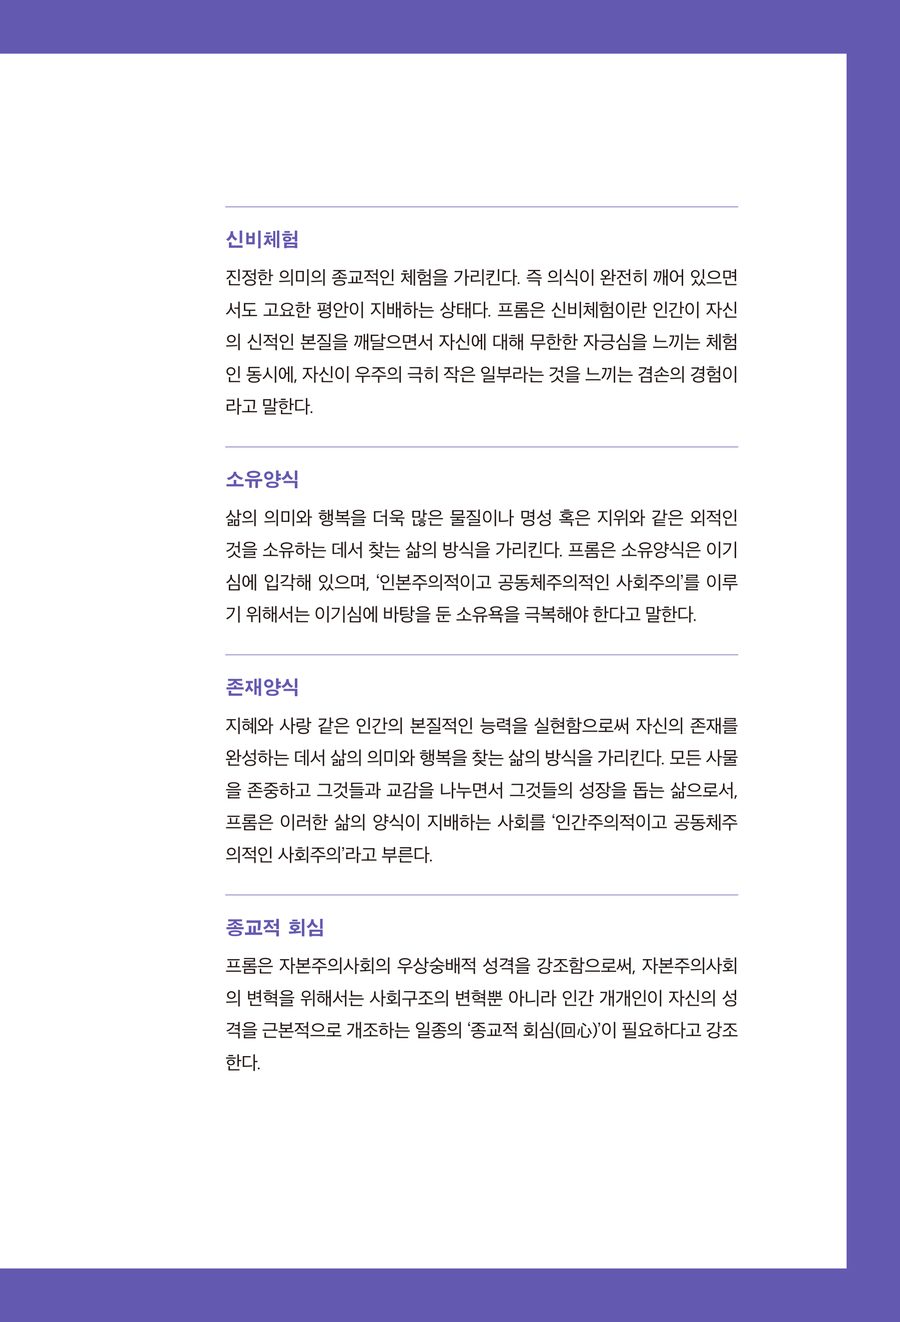 신비체험
진정한 의미의 종교적인 체험을 가리킨다. 즉 의식이 완전히 깨어 있으면
서도 고요한 평안이 지배하는 상태다. 프롬은 신비체험이란 인간이 자신
의 신적인 본질을 깨달으면서 자신에 대해 무한한 자긍심을 느끼는 체험
인 동시에, 자신이 우주의 극히 작은 일부라는 것을 느끼는 겸손의 경험이
라고 말한다.
소유양식
삶의 의미와 행복을 더욱 많은 물질이나 명성 혹은 지위와 같은 외적인
것을 소유하는 데서 찾는 삶의 방식을 가리킨다. 프롬은 소유양식은 이기
심에 입각해 있으며, ‘인본주의적이고 공동체주의적인 사회주의’를 이루
기 위해서는 이기심에 바탕을 둔 소유욕을 극복해야 한다고 말한다.
존재양식
지혜와 사랑 같은 인간의 본질적인 능력을 실현함으로써 자신의 존재를
완성하는 데서 삶의 의미와 행복을 찾는 삶의 방식을 가리킨다. 모든 사물
을 존중하고 그것들과 교감을 나누면서 그것들의 성장을 돕는 삶으로서,
프롬은 이러한 삶의 양식이 지배하는 사회를 ‘인간주의적이고 공동체주
의적인 사회주의’라고 부른다.
종교적 회심
프롬은 자본주의사회의 우상숭배적 성격을 강조함으로써, 자본주의사회
의 변혁을 위해서는 사회구조의 변혁뿐 아니라 인간 개개인이 자신의 성
격을 근본적으로 개조하는 일종의 ‘종교적 회심(回心)’이 필요하다고 강조
한다.